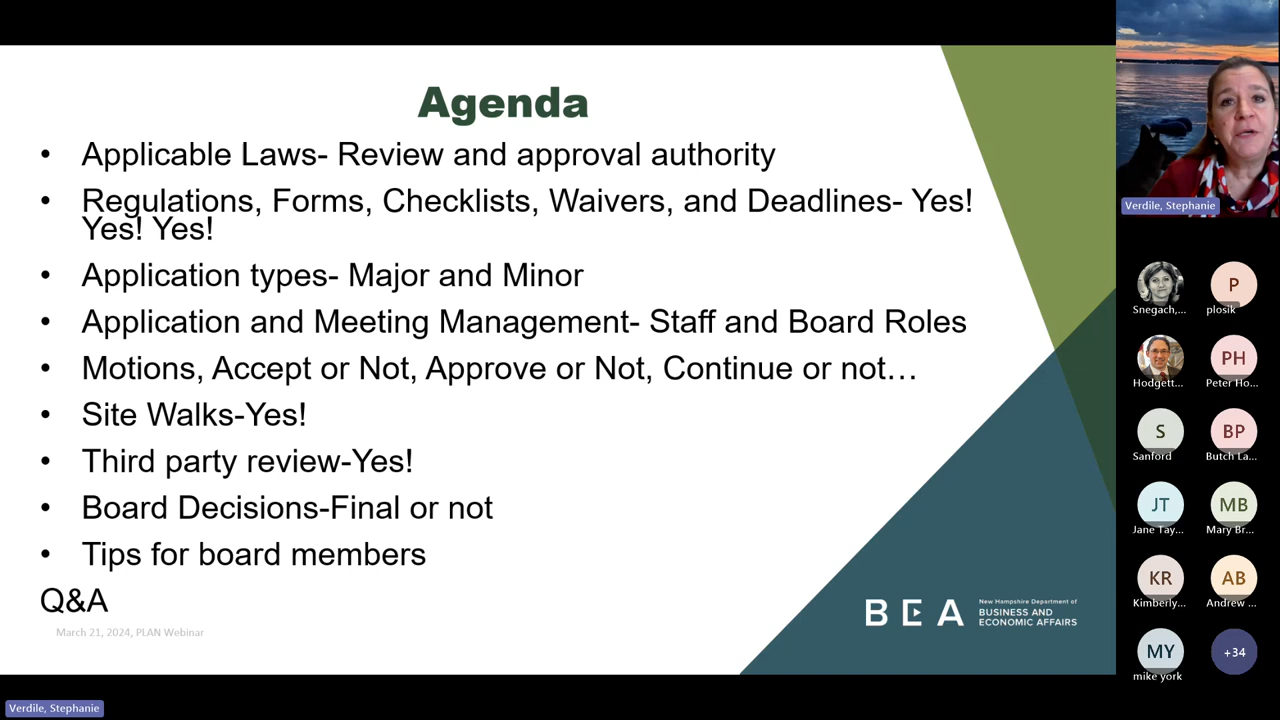 Agenda
• Applicable Laws- Review and approval authority
• Regulations, Forms, Checklists, Waivers, and Deadlines- Yes!
Yes! Yes!
• Application types- Major and Minor
• Application and Meeting Management- Staff and Board Roles
• Motions, Accept or Not, Approve or Not, Continue or not…
• Site Walks-Yes!
• Third party review-Yes!
• Board Decisions-Final or not
• Tips for board members
Q&A
March 21, 2024, PLAN Webinar
BEA
New Hampshire Department of
BUSINESS AND
ECONOMIC AFFAIRS
Verdile, Stephanie
Snegach,...
P
plosik
Hodgett...
PH
Peter Ho...
S
Sanford
BP
Butch La...
JT
Jane Tay...
MB
Mary Br...
KR
Kimberly...
AB
Andrew ...
MY
mike york
+34
Verdile, Stephanie